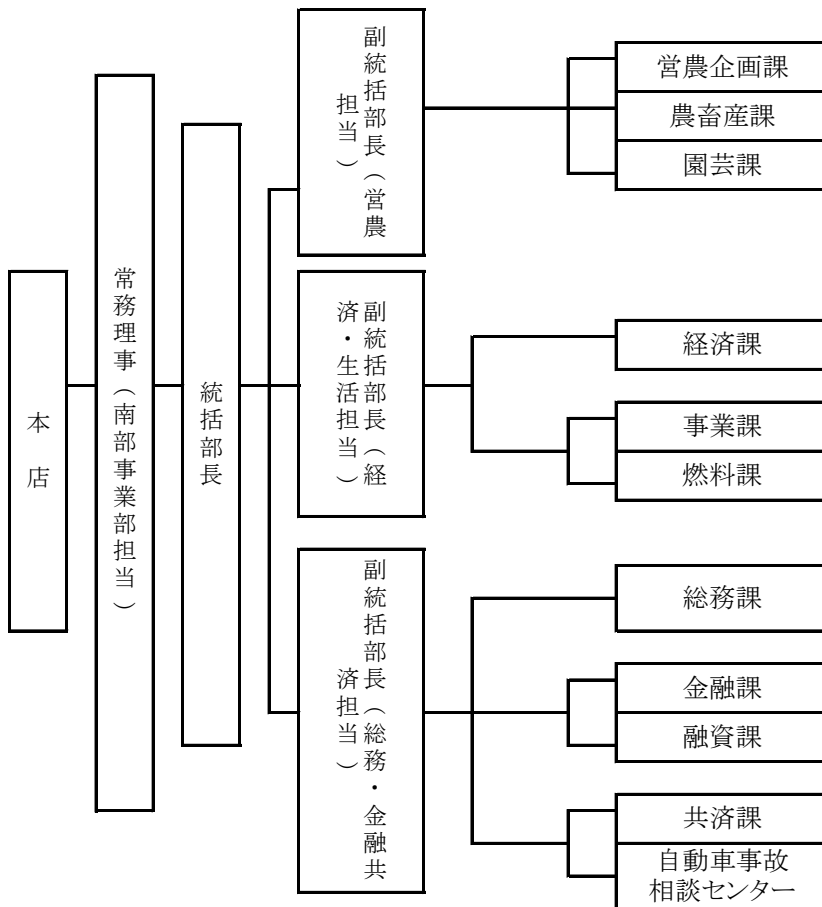 本店
常務理事（南部事業部担当）
統括部長
副統括部長（営農
担当）
営農企画課
農畜産課
園芸課
副統括部長（経
済・生活担当）
経済課
事業課
燃料課
副統括部長（総務・金融共
済担当）
総務課
金融課
融資課
共済課
自動車事故
相談センター